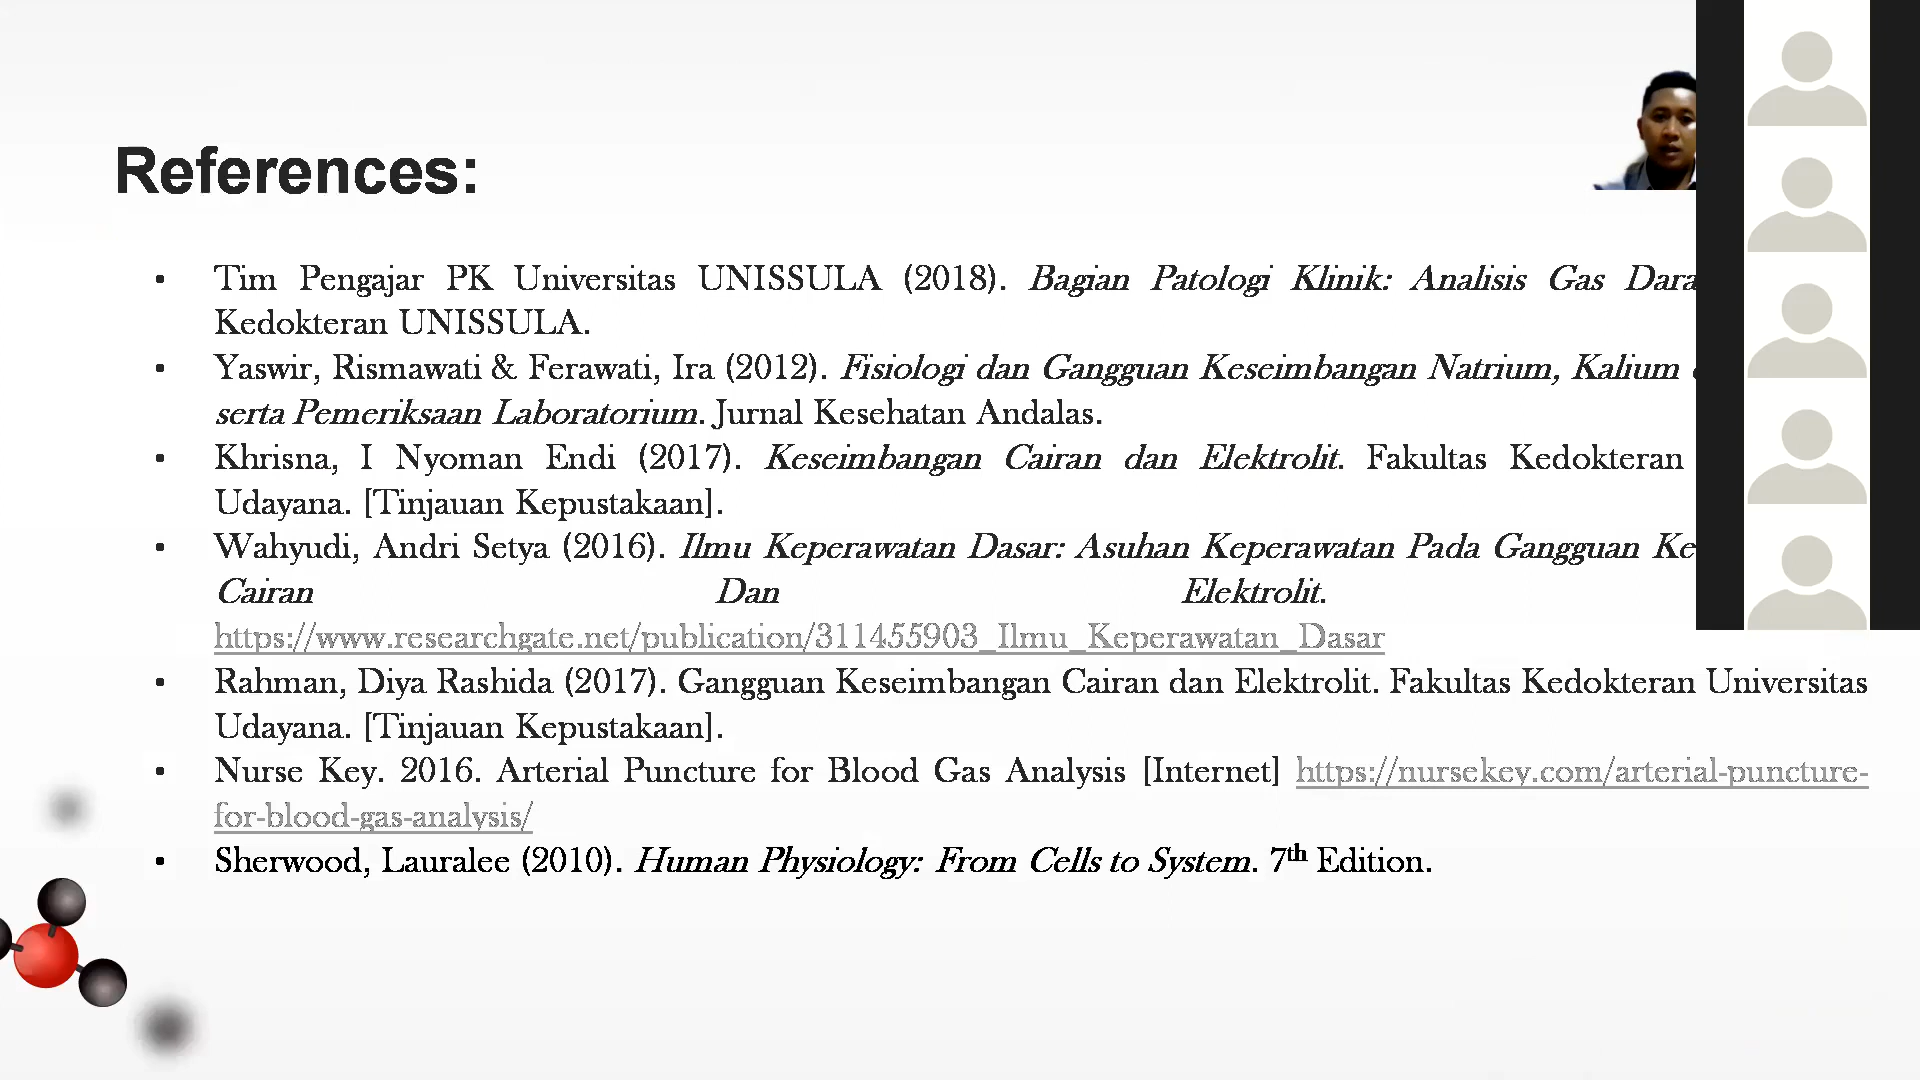 References:
• Tim Pengajar PK Universitas UNISSULA (2018). Bagian Patologi Klinik: Analisis Gas
Kedokteran UNISSULA.
• Yaswir, Rismawati & Ferawati, Ira (2012). Fisiologi dan Gangguan Keseimbangan Natrium, Kalium
serta Pemeriksaan Laboratorium. Jurnal Kesehatan Andalas.
• Khrisna, I Nyoman Endi (2017). Keseimbangan Cairan dan Elektrolit. Fakultas Kedokteran
Udayana. [Tinjauan Kepustakaan].
• Wahyudi, Andri Setya (2016). Ilmu Keperawatan Dasar: Asuhan Keperawatan Pada Gangguan
Cairan Dan Elektrolit.
https://www.researchgate.net/publication/311455903_Ilmu_Keperawatan_Dasar
• Rahman, Diya Rashida (2017). Gangguan Keseimbangan Cairan dan Elektrolit. Fakultas Kedokteran Universitas
Udayana. [Tinjauan Kepustakaan].
• Nurse Key. 2016. Arterial Puncture for Blood Gas Analysis [Internet] https://nursekey.com/arterial-puncture-
for-blood-gas-analysis/
• Sherwood, Lauralee (2010). Human Physiology: From Cells to System. 7th Edition.